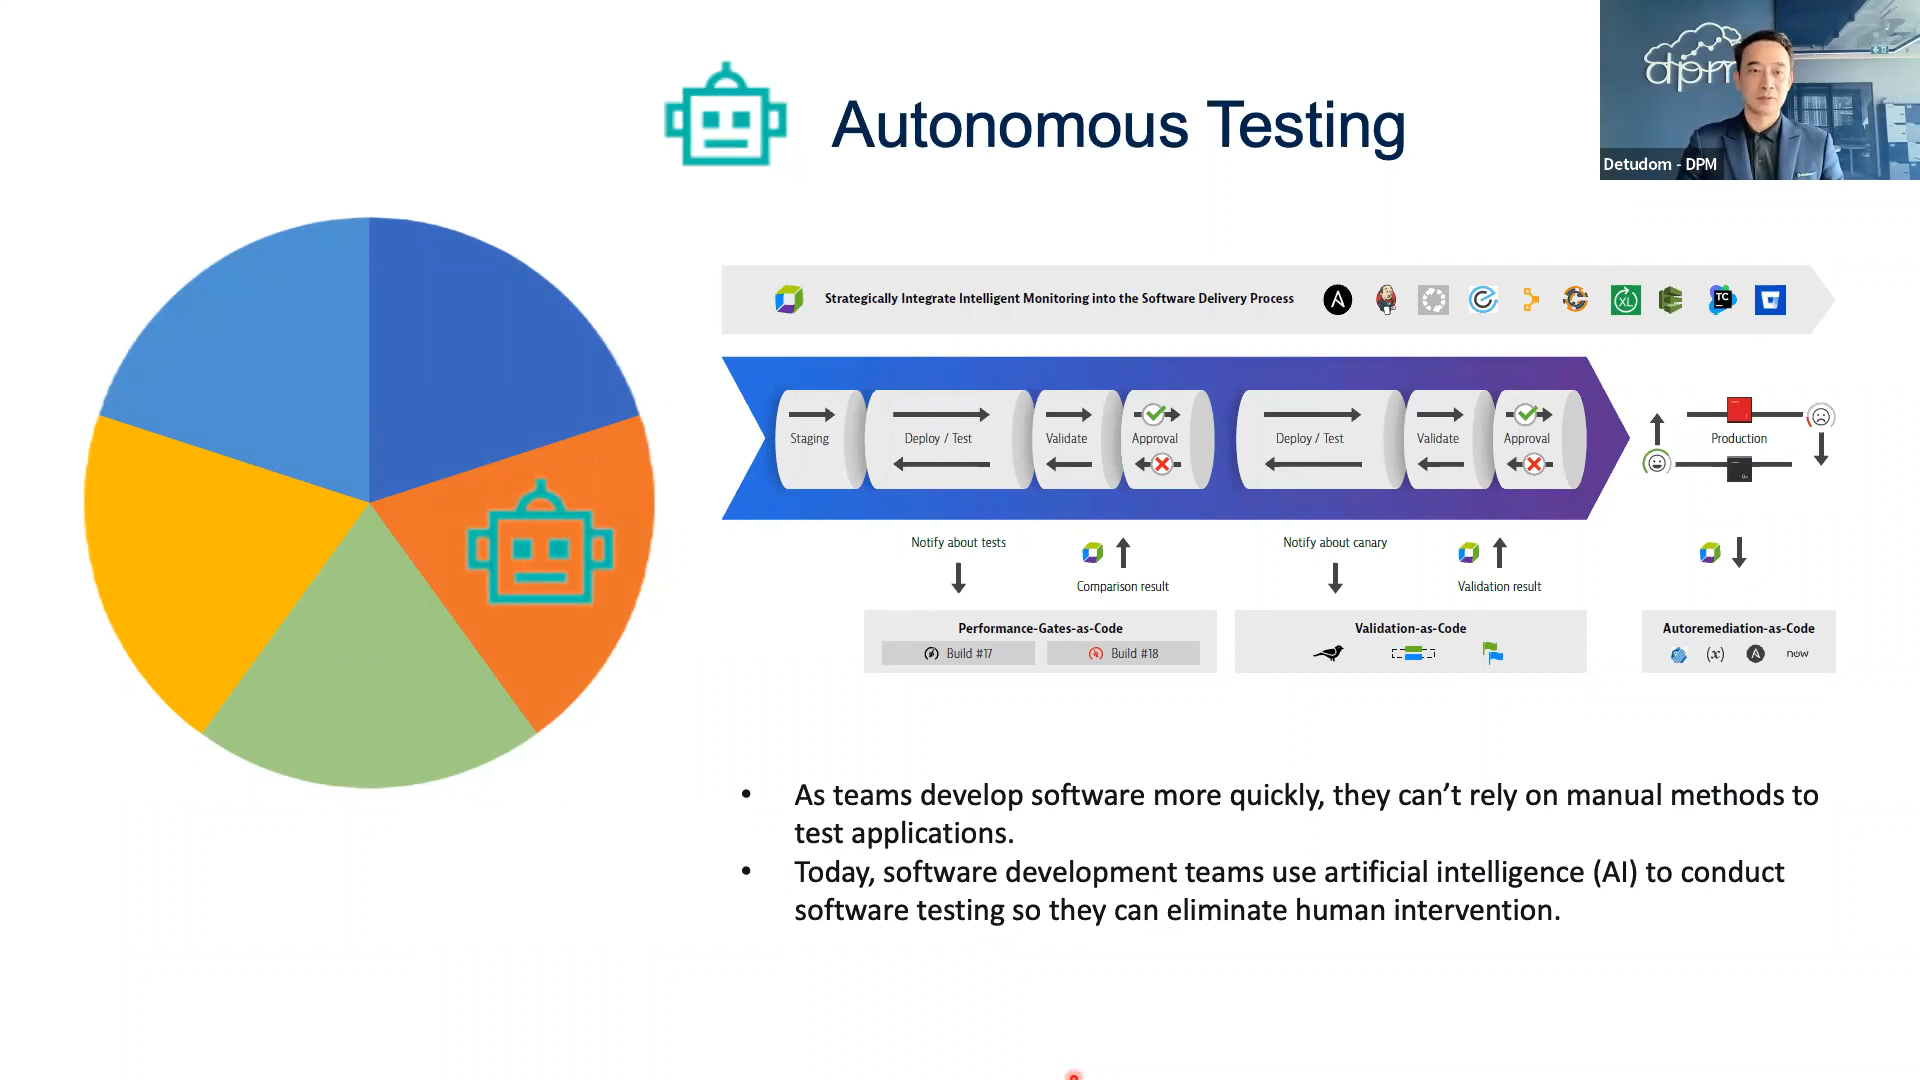 Autonomous Testing
dpm
Detudom - DPM
Strategically Integrate Intelligent Monitoring into the Software Delivery Process
XL
TC
Staging
Deploy / Test
Validate
Approval
Deploy / Test
Validate
Approval
Production
Notify about tests
Comparison result
Notify about canary
Validation result
Performance-Gates-as-Code
Build #17
Build #18
Validation-as-Code
Autoremediation-as-Code
(x)
now
• As teams develop software more quickly, they can’t rely on manual methods to
test applications.
• Today, software development teams use artificial intelligence (AI) to conduct
software testing so they can eliminate human intervention.